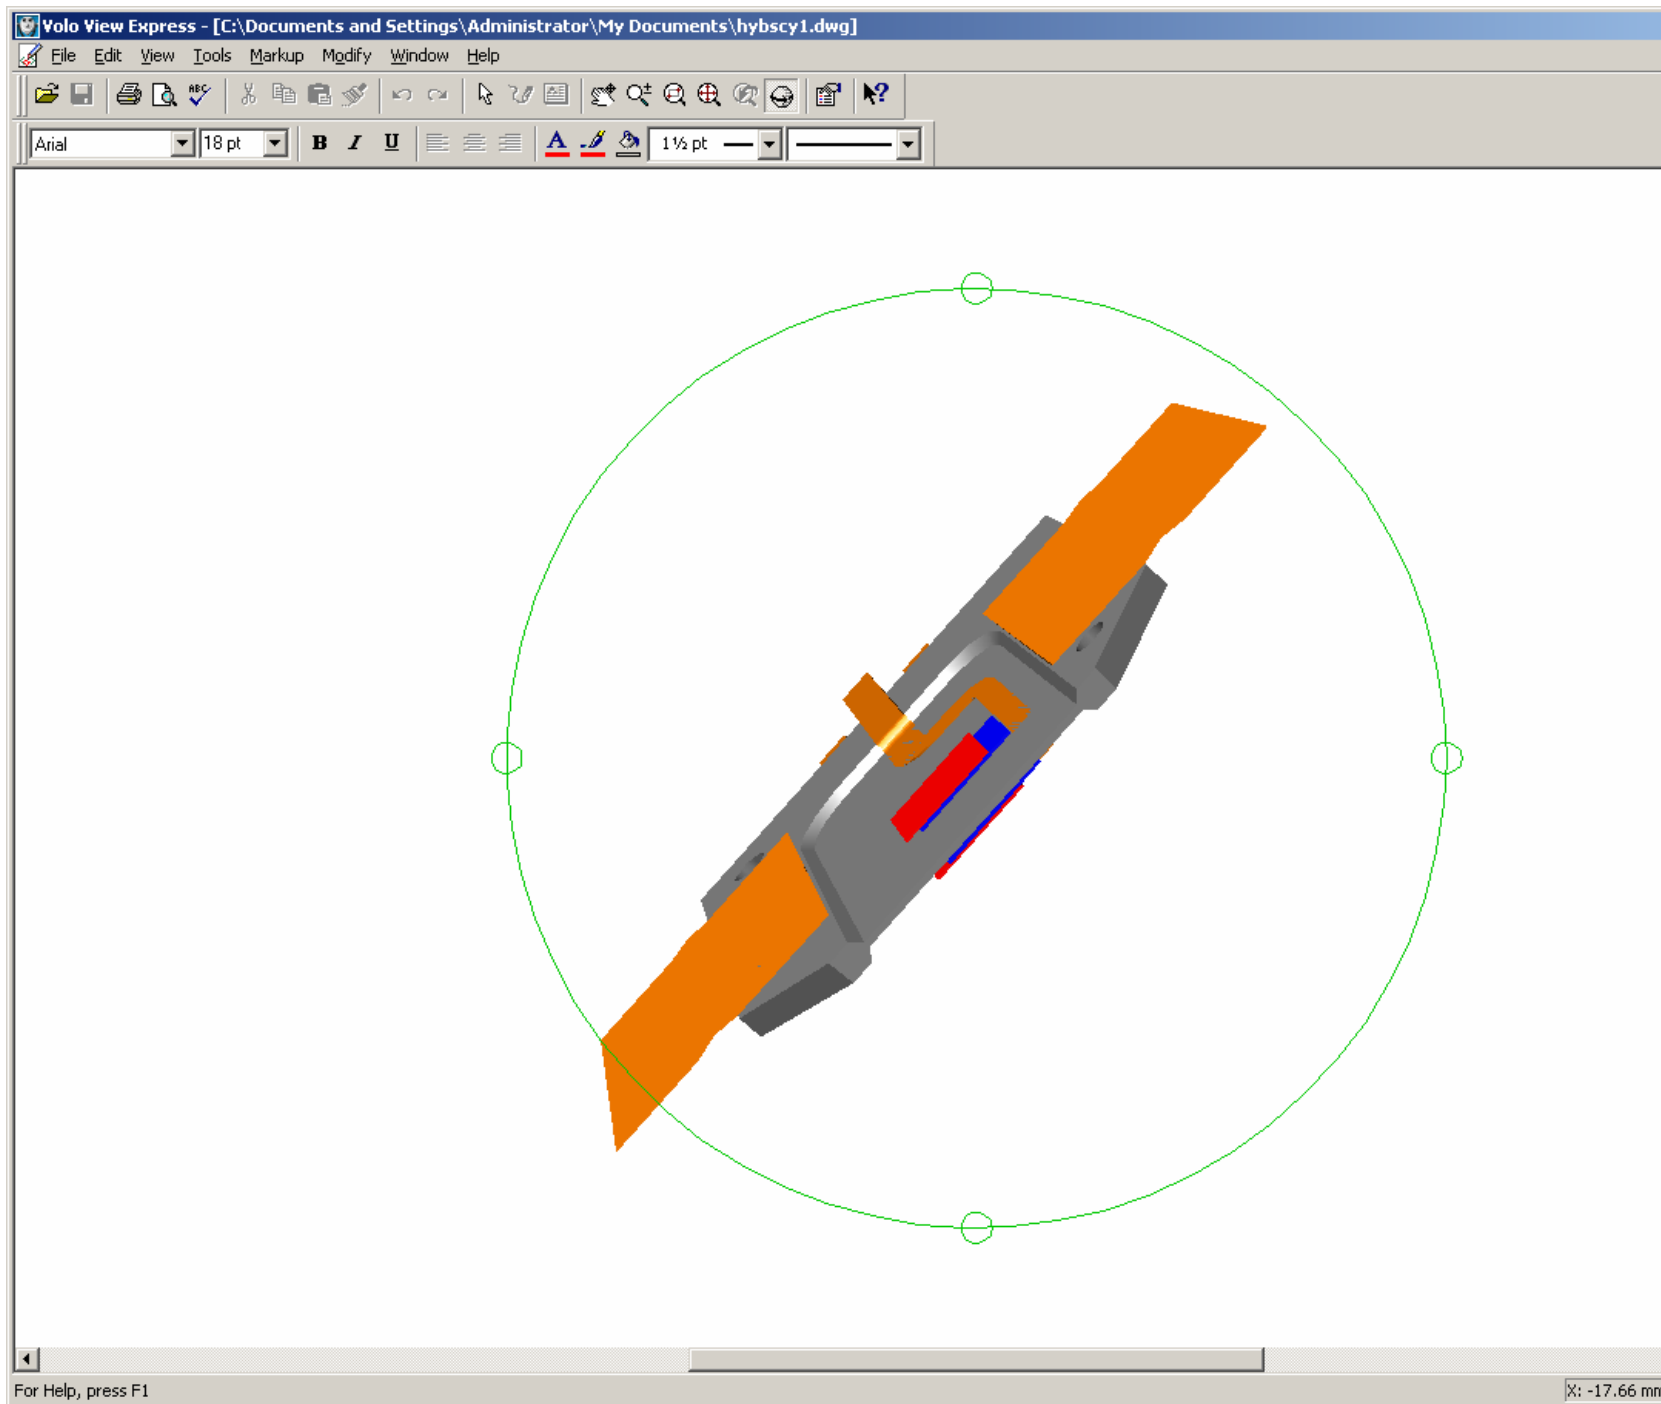 Volo View Express - [C:\Documents and Settings\Administrator\My Documents\hybscy1.dwg]
File Edit View Tools Markup Modify Window Help
ABC
Arial 18 pt B I U A 1½ pt
For Help, press F1 X: -17.66 mm